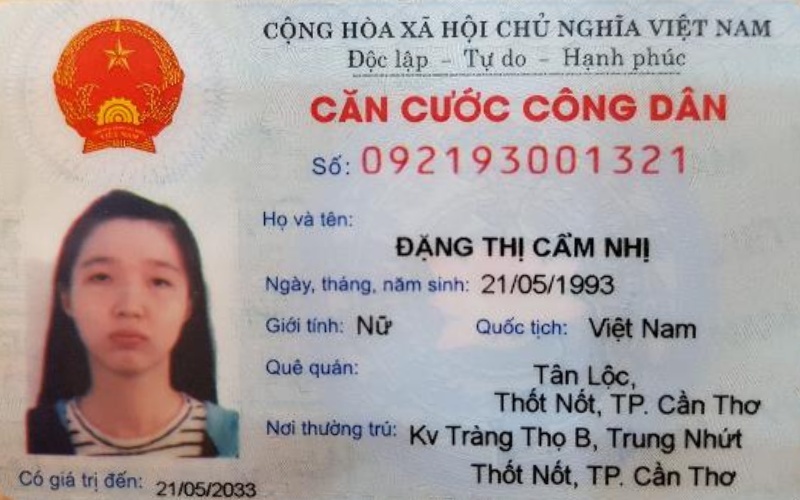 CỘNG HÒA XÃ HỘI CHỦ NGHĨA VIỆT NAM
Độc lập - Tự do - Hạnh phúc
CĂN CƯỚC CÔNG DÂN
Số: 092193001321
Họ và tên:
ĐẶNG THỊ CẨM NHỊ
Ngày, tháng, năm sinh: 21/05/1993
Giới tính: Nữ Quốc tịch: Việt Nam
Quê quán: Tân Lộc,
Thốt Nốt, TP. Cần Thơ
Nơi thường trú: Kv Tràng Thọ B, Trung Nhứt
Thốt Nốt, TP. Cần Thơ
Có giá trị đến: 21/05/2033